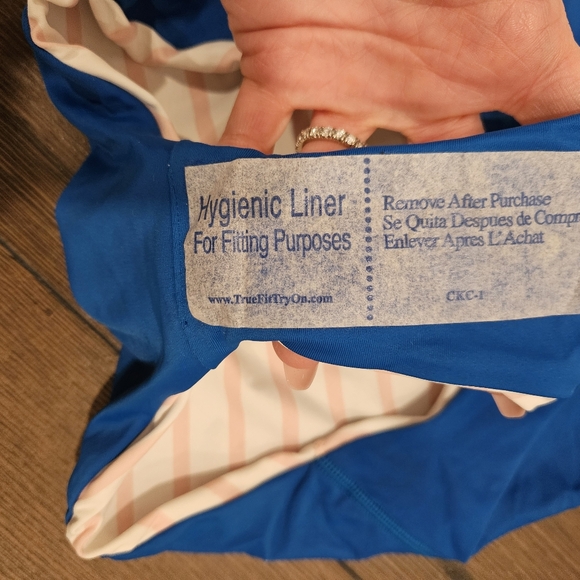 Hygienic Liner
For Fitting Purposes
www.TrueFitTryOn.com
Remove After Purchase
Se Quita Despues de Compr
Enlever Apres L'Achat
CKC-1